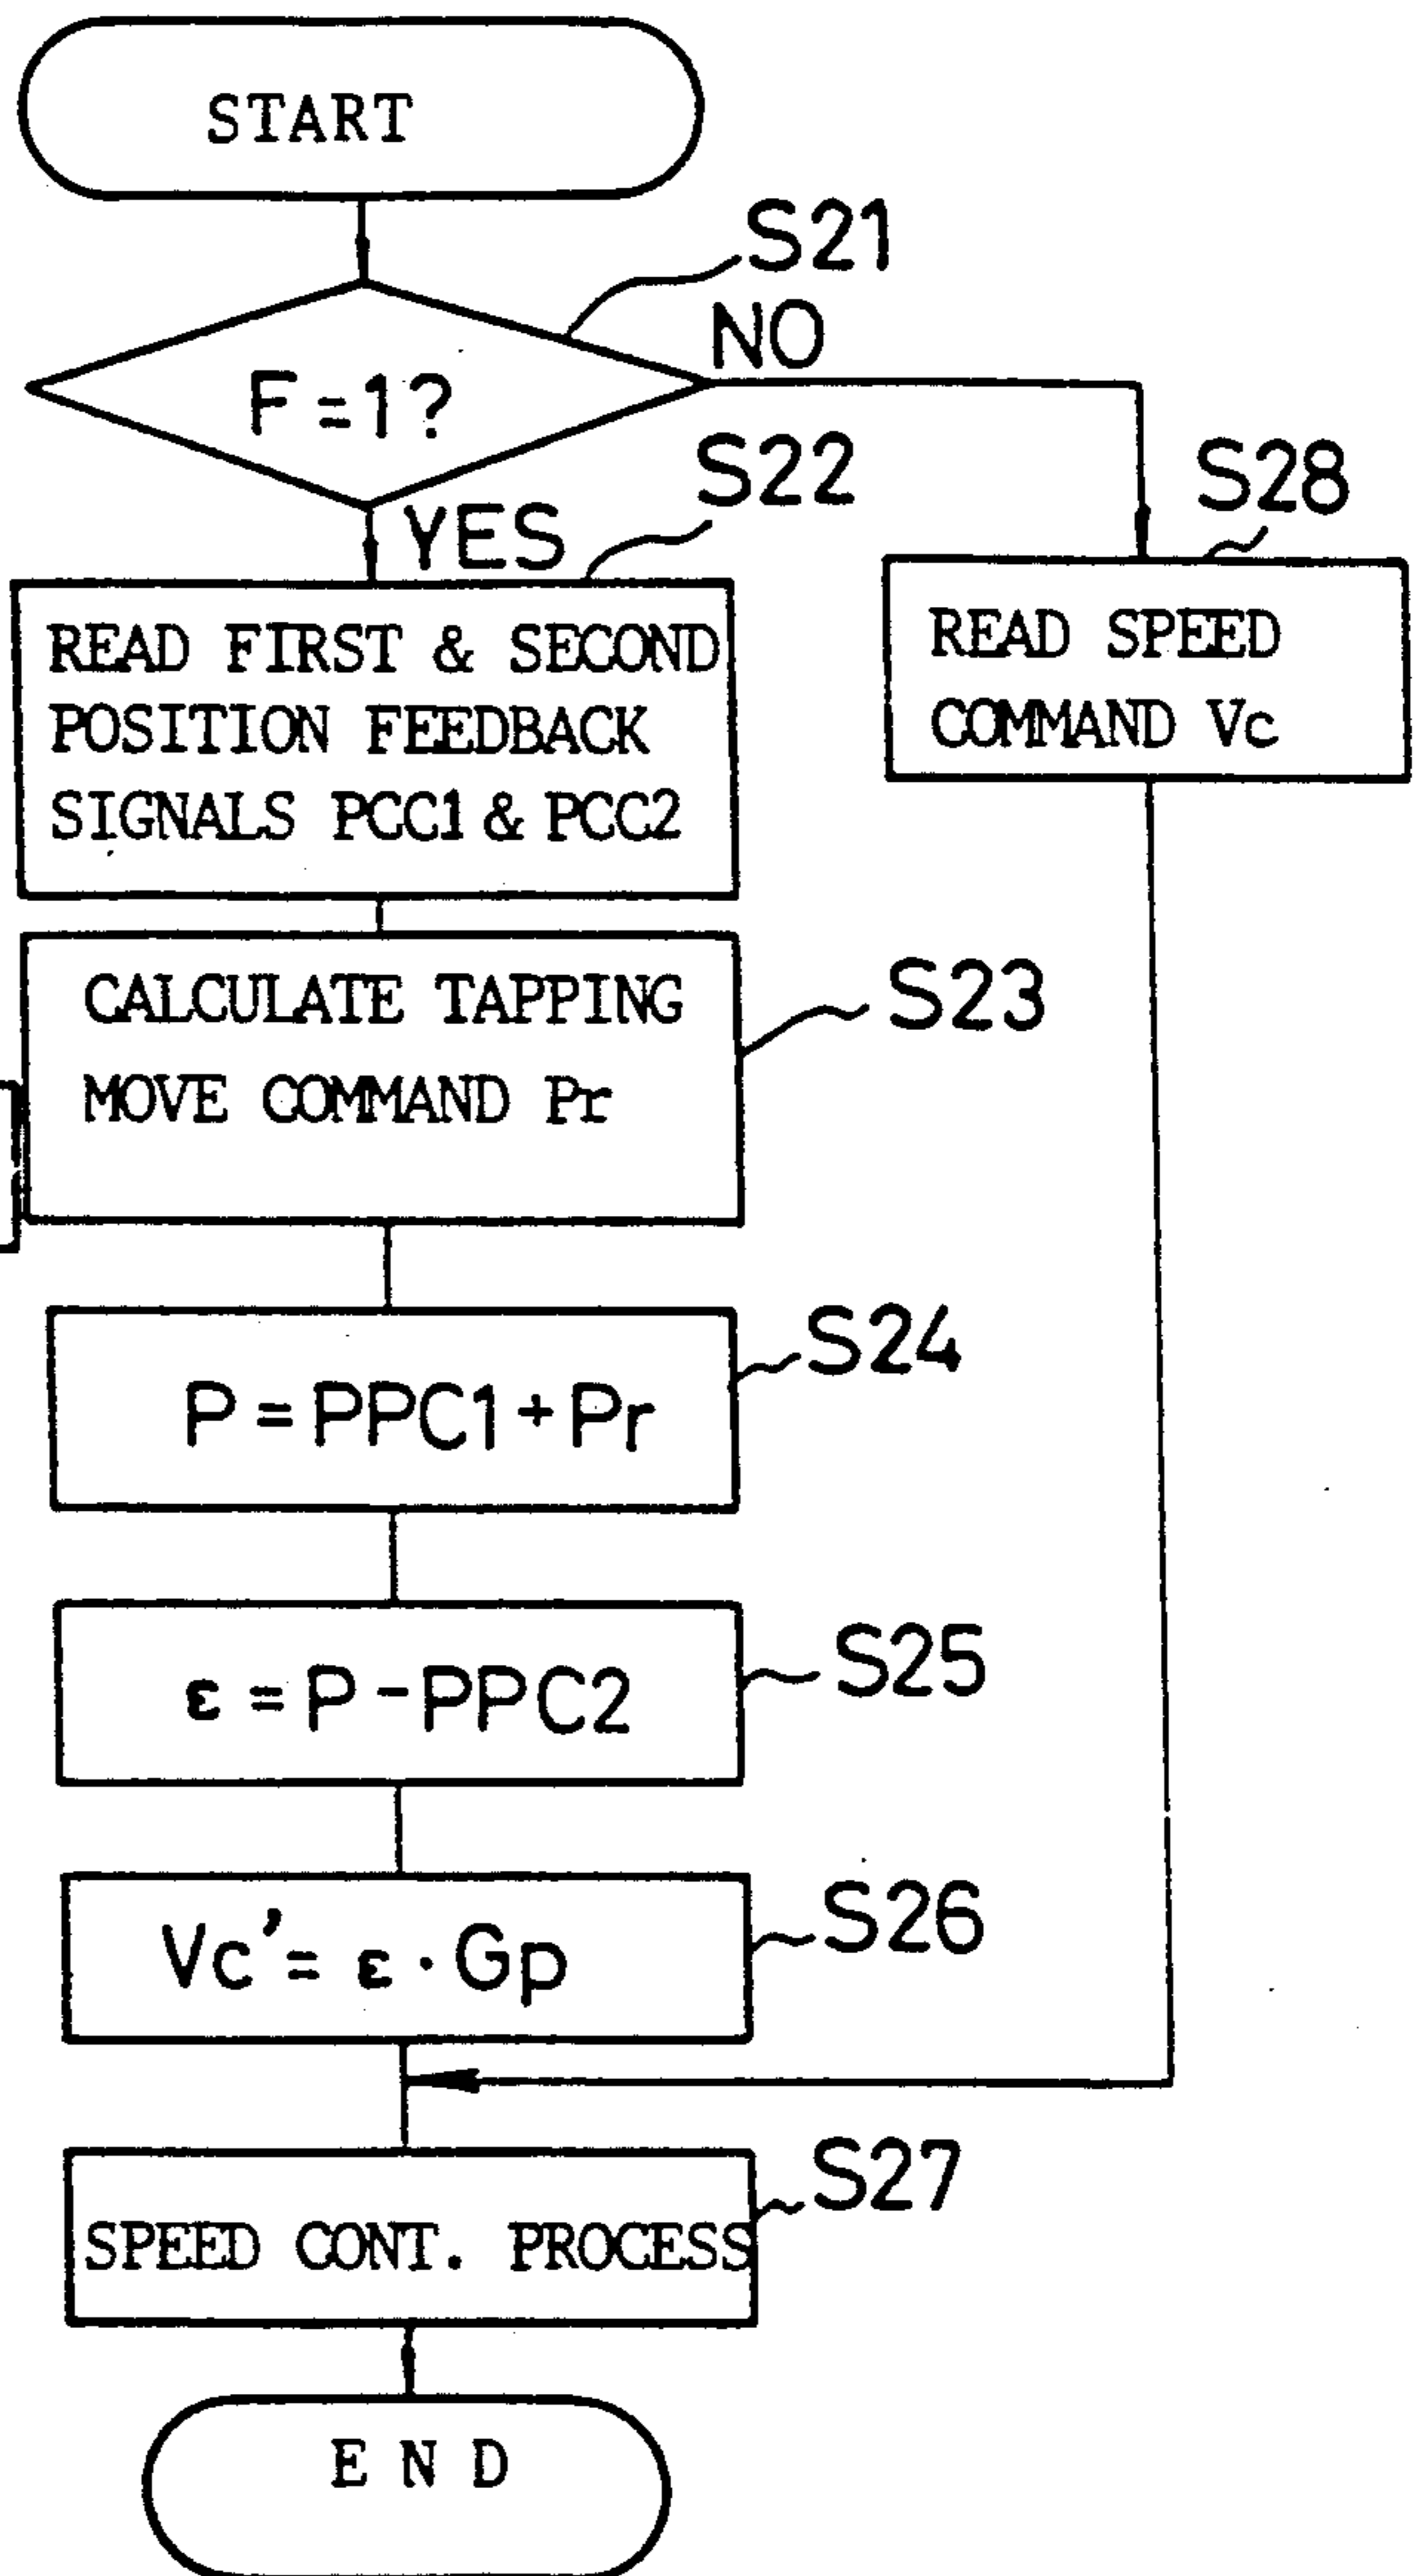 START
S21
NO
F=1?
S22
S28
YES
READ FIRST & SECOND
POSITION FEEDBACK
SIGNALS PCC1 & PCC2
READ SPEED
COMMAND Vc
CALCULATE TAPPING
MOVE COMMAND Pr
S23
S24
P=PPC1+Pr
S25
ε=P-PPC2
S26
Vc'=ε·Gp
S27
SPEED CONT. PROCESS
END